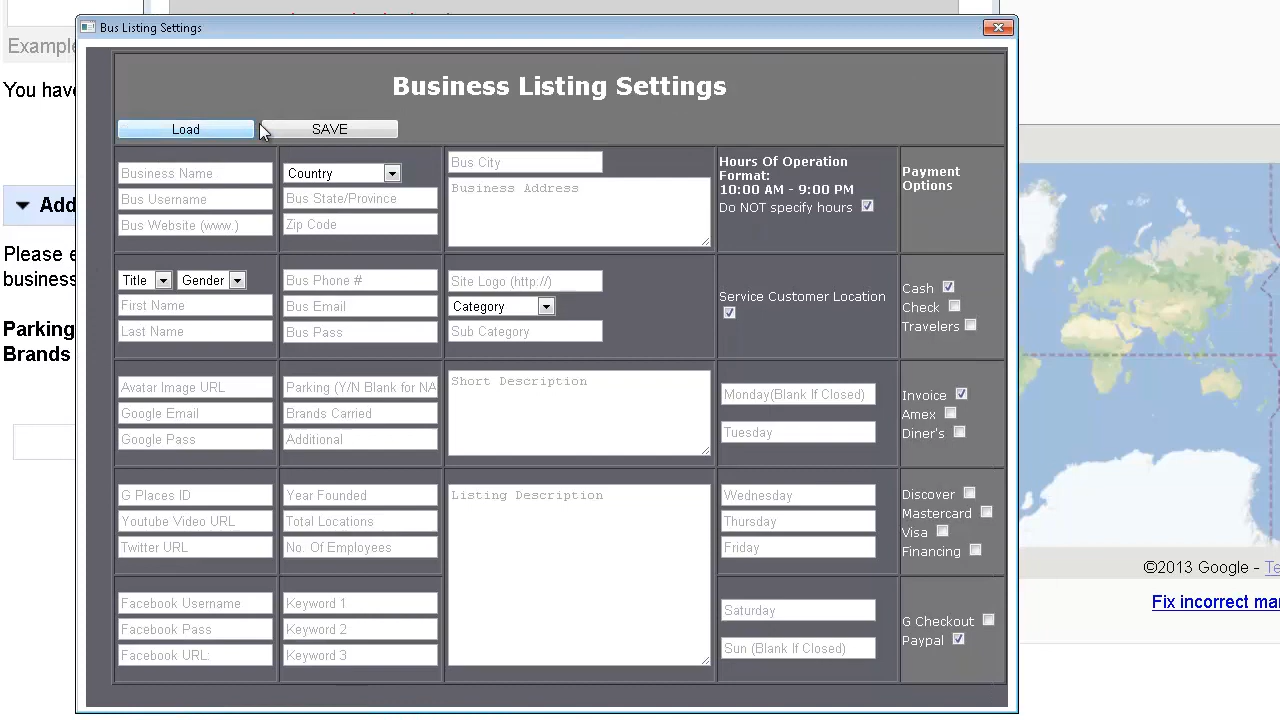 Example
You have
Add
Please e
business
Parking
Brands
Bus Listing Settings
Business Listing Settings
Load
SAVE
Business Name
Bus Username
Bus Website (www.)
Country
Bus State/Province
Zip Code
Bus City
Business Address
Hours Of Operation
Format:
10:00 AM - 9:00 PM
Do NOT specify hours
Payment
Options
Title
Gender
First Name
Last Name
Bus Phone #
Bus Email
Bus Pass
Site Logo (http://)
Category
Sub Category
Service Customer Location
Cash
Check
Travelers
Avatar Image URL
Google Email
Google Pass
Parking (Y/N Blank for NA
Brands Carried
Additional
Short Description
Monday(Blank If Closed)
Tuesday
Invoice
Amex
Diner's
G Places ID
Youtube Video URL
Twitter URL
Year Founded
Total Locations
No. Of Employees
Listing Description
Wednesday
Thursday
Friday
Discover
Mastercard
Visa
Financing
Facebook Username
Facebook Pass
Facebook URL:
Keyword 1
Keyword 2
Keyword 3
Saturday
Sun (Blank If Closed)
G Checkout
Paypal
©2013 Google - Te
Fix incorrect mar